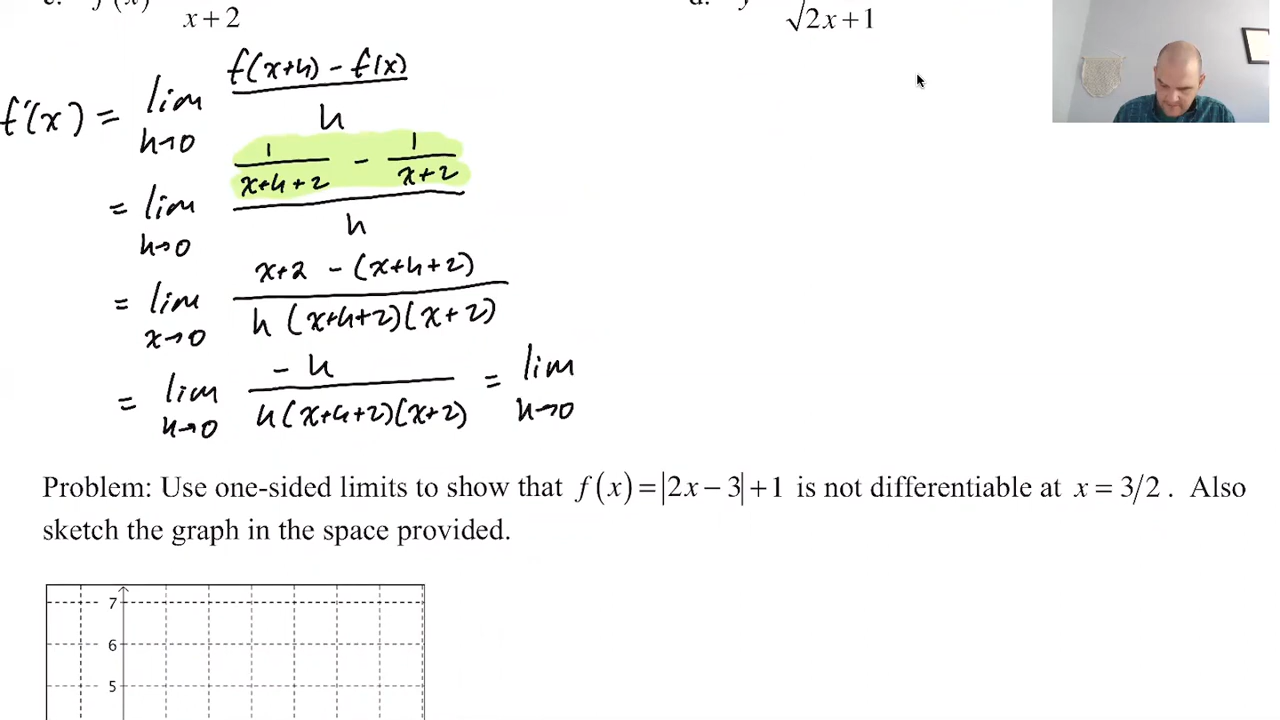 x + 2
√2x + 1
f'(x) = lim h→0 f(x+h) − f(x) / h
= lim h→0 (1/(x+h+2) − 1/(x+2)) / h
= lim x→0 x+2 − (x+h+2) / h(x+h+2)(x+2)
= lim h→0 −h / h(x+h+2)(x+2) = lim h→0
Problem: Use one-sided limits to show that f(x) = |2x − 3| + 1 is not differentiable at x = 3/2. Also
sketch the graph in the space provided.
7
6
5